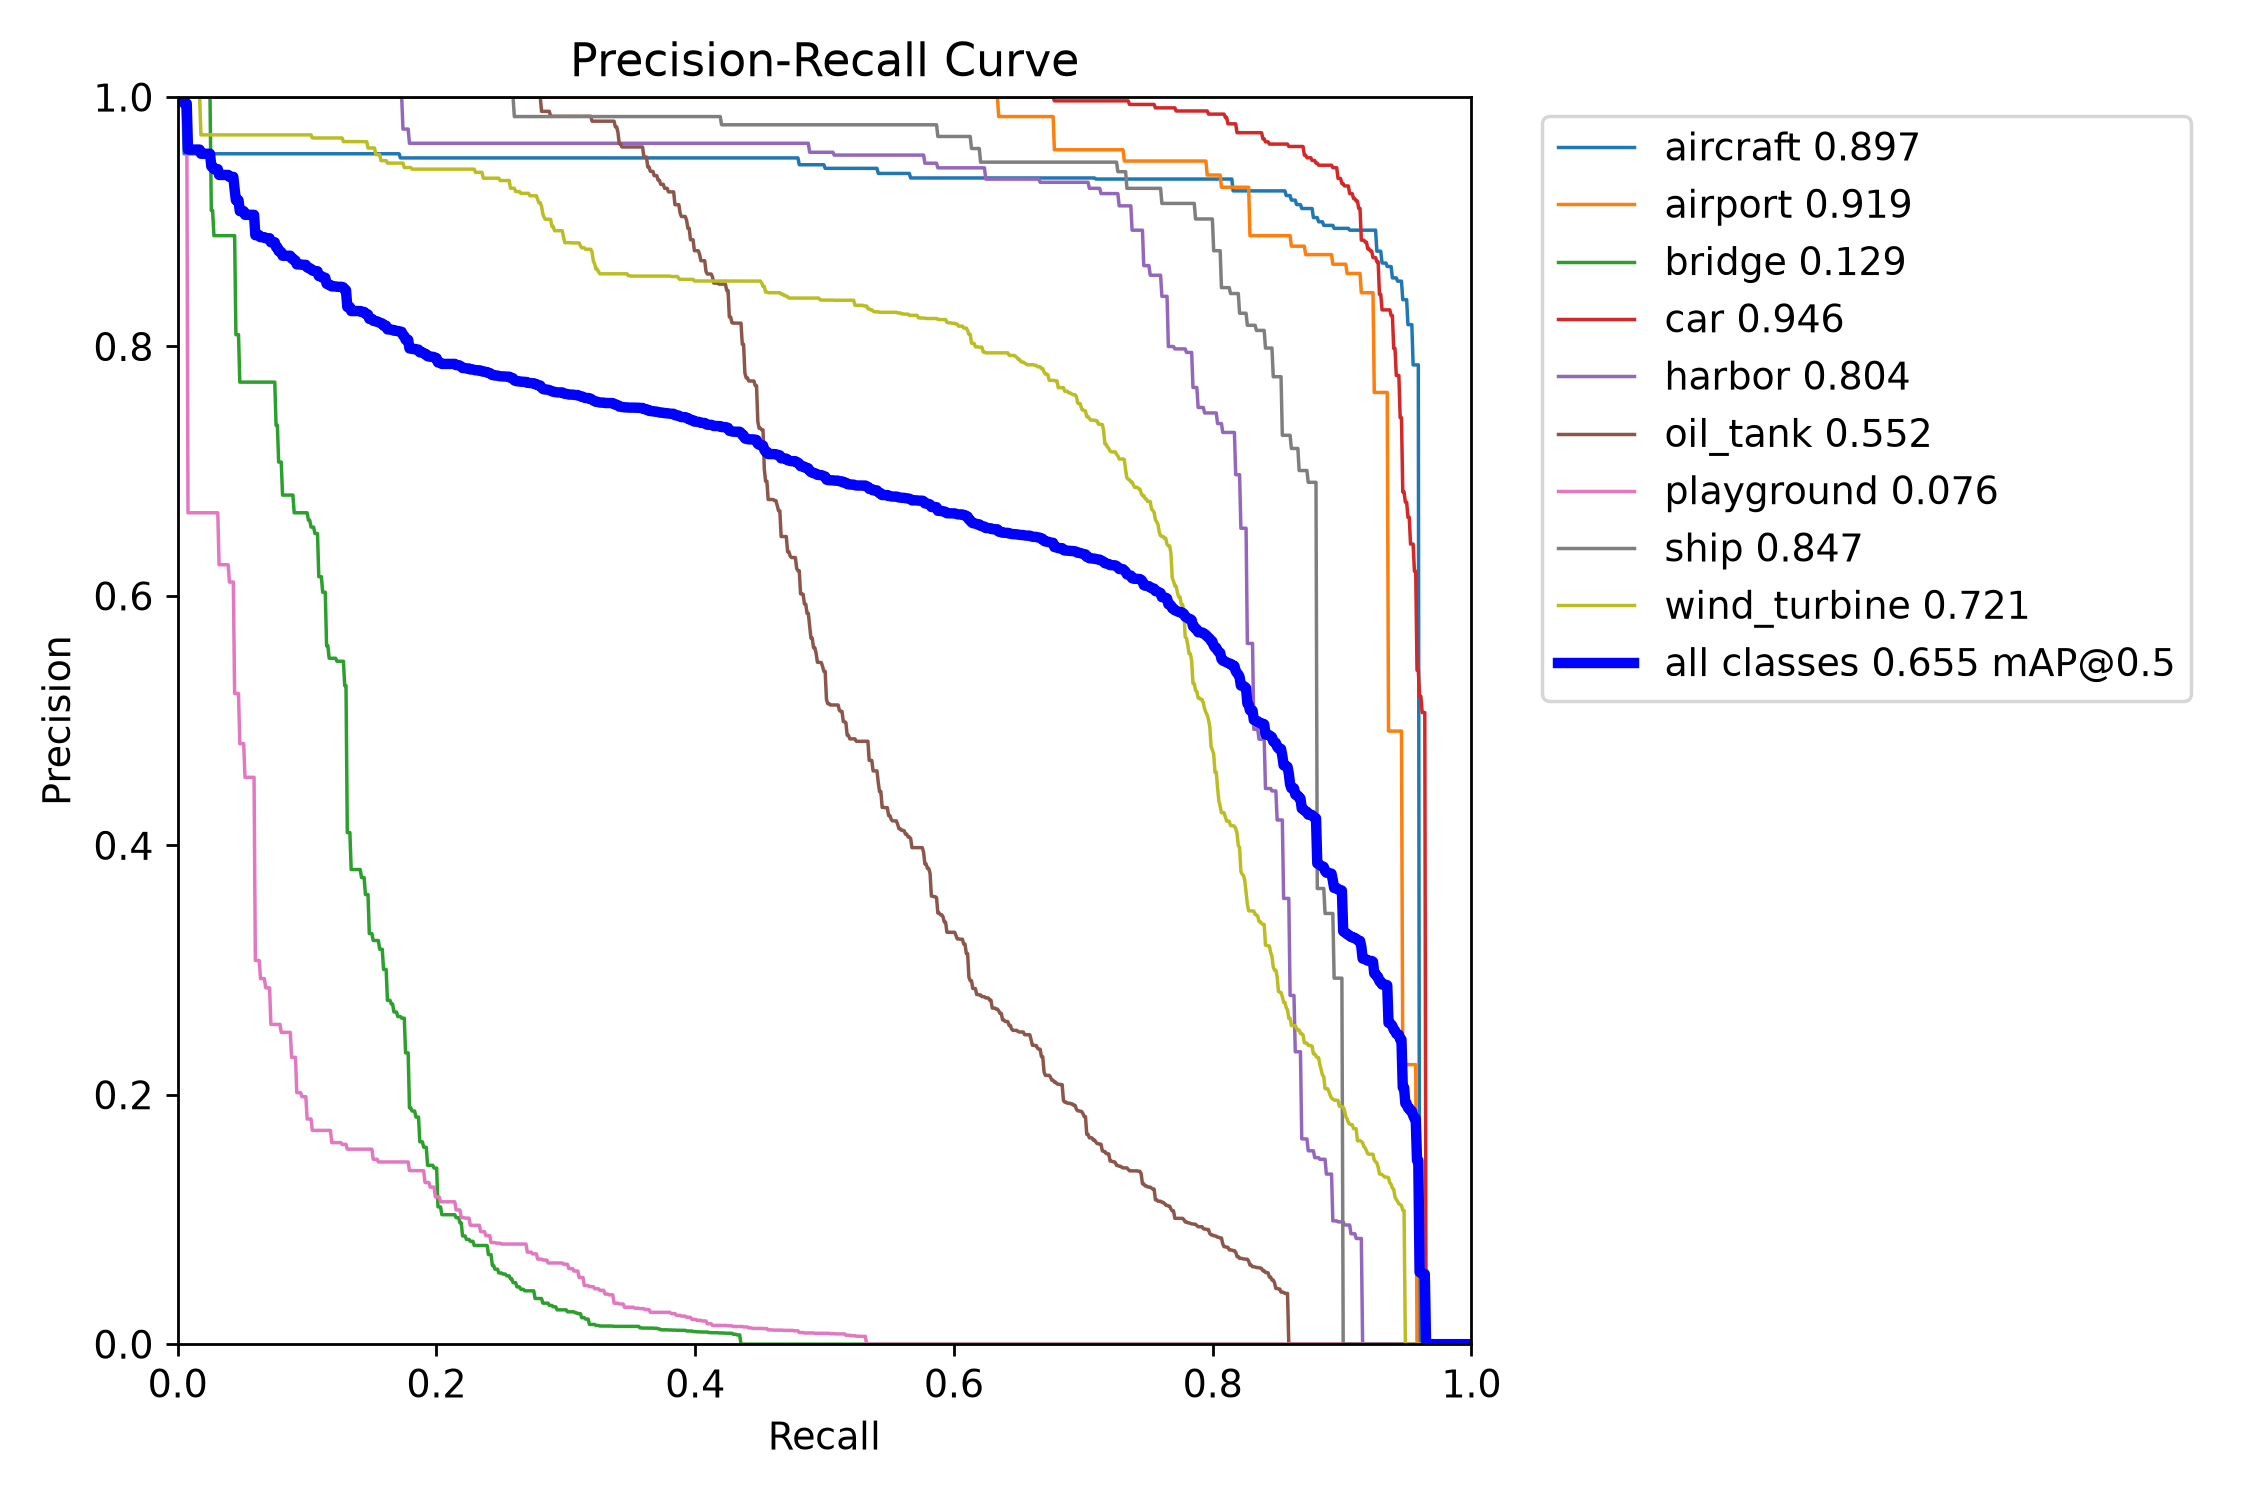 Precision-Recall Curve
1.0
0.8
0.6
0.4
0.2
0.0
Precision
0.0 0.2 0.4 0.6 0.8 1.0
Recall
aircraft 0.897
airport 0.919
bridge 0.129
car 0.946
harbor 0.804
oil_tank 0.552
playground 0.076
ship 0.847
wind_turbine 0.721
all classes 0.655 mAP@0.5